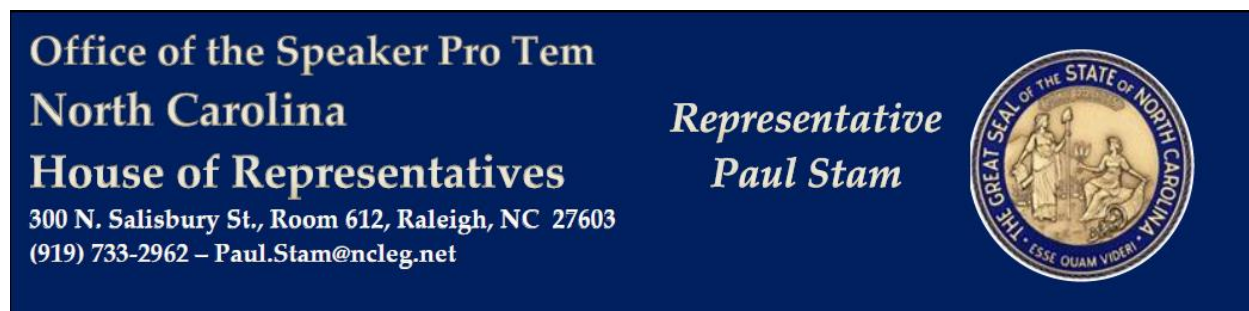 Office of the Speaker Pro Tem
North Carolina
House of Representatives
300 N. Salisbury St., Room 612, Raleigh, NC  27603
(919) 733-2962 – Paul.Stam@ncleg.net
Representative
Paul Stam
THE GREAT SEAL OF THE STATE OF NORTH CAROLINA
ESSE QUAM VIDERI